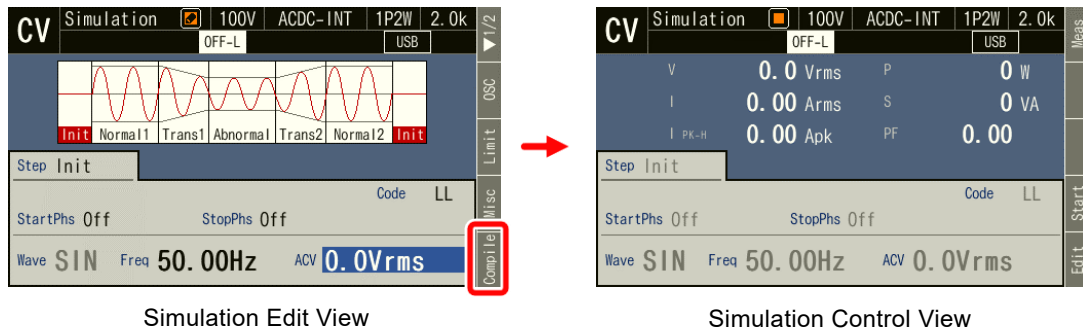 CV Simulation 100V ACDC-INT 1P2W 2.0k
OFF-L USB
▼1/2
OSC
Limit
Misc
Compile
Init Normal1 Trans1 Abnormal Trans2 Normal2 Init
Step Init
Code LL
StartPhs Off StopPhs Off
Wave SIN Freq 50.00Hz ACV 0.0Vrms
Simulation Edit View
CV Simulation 100V ACDC-INT 1P2W 2.0k
OFF-L USB
Meas
Start
Edit
V 0.0 Vrms P 0 W
I 0.00 Arms S 0 VA
I PK-H 0.00 Apk PF 0.00
Step Init
Code LL
StartPhs Off StopPhs Off
Wave SIN Freq 50.00Hz ACV 0.0Vrms
Simulation Control View